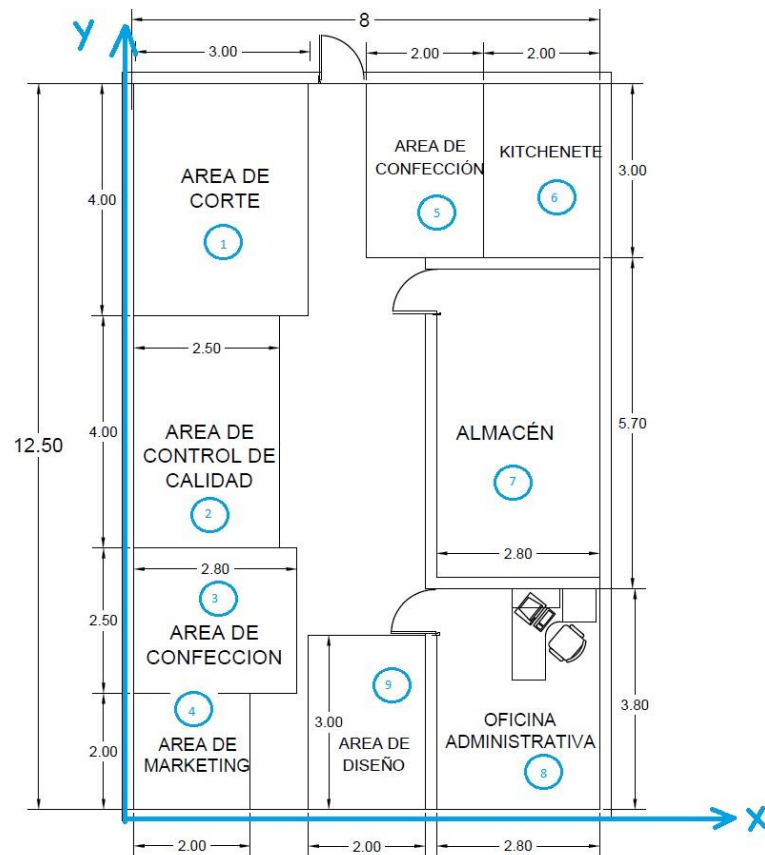 8
Y
3.00
2.00
2.00
AREA DE
CORTE
1
AREA DE
CONFECCIÓN
5
KITCHENETE
6
3.00
4.00
2.50
12.50
4.00
AREA DE
CONTROL DE
CALIDAD
2
ALMACÉN
7
5.70
2.80
2.80
3
AREA DE
CONFECCION
2.50
4
AREA DE
MARKETING
2.00
3.00
9
AREA DE
DISEÑO
OFICINA
ADMINISTRATIVA
8
3.80
X
2.00
2.00
2.80